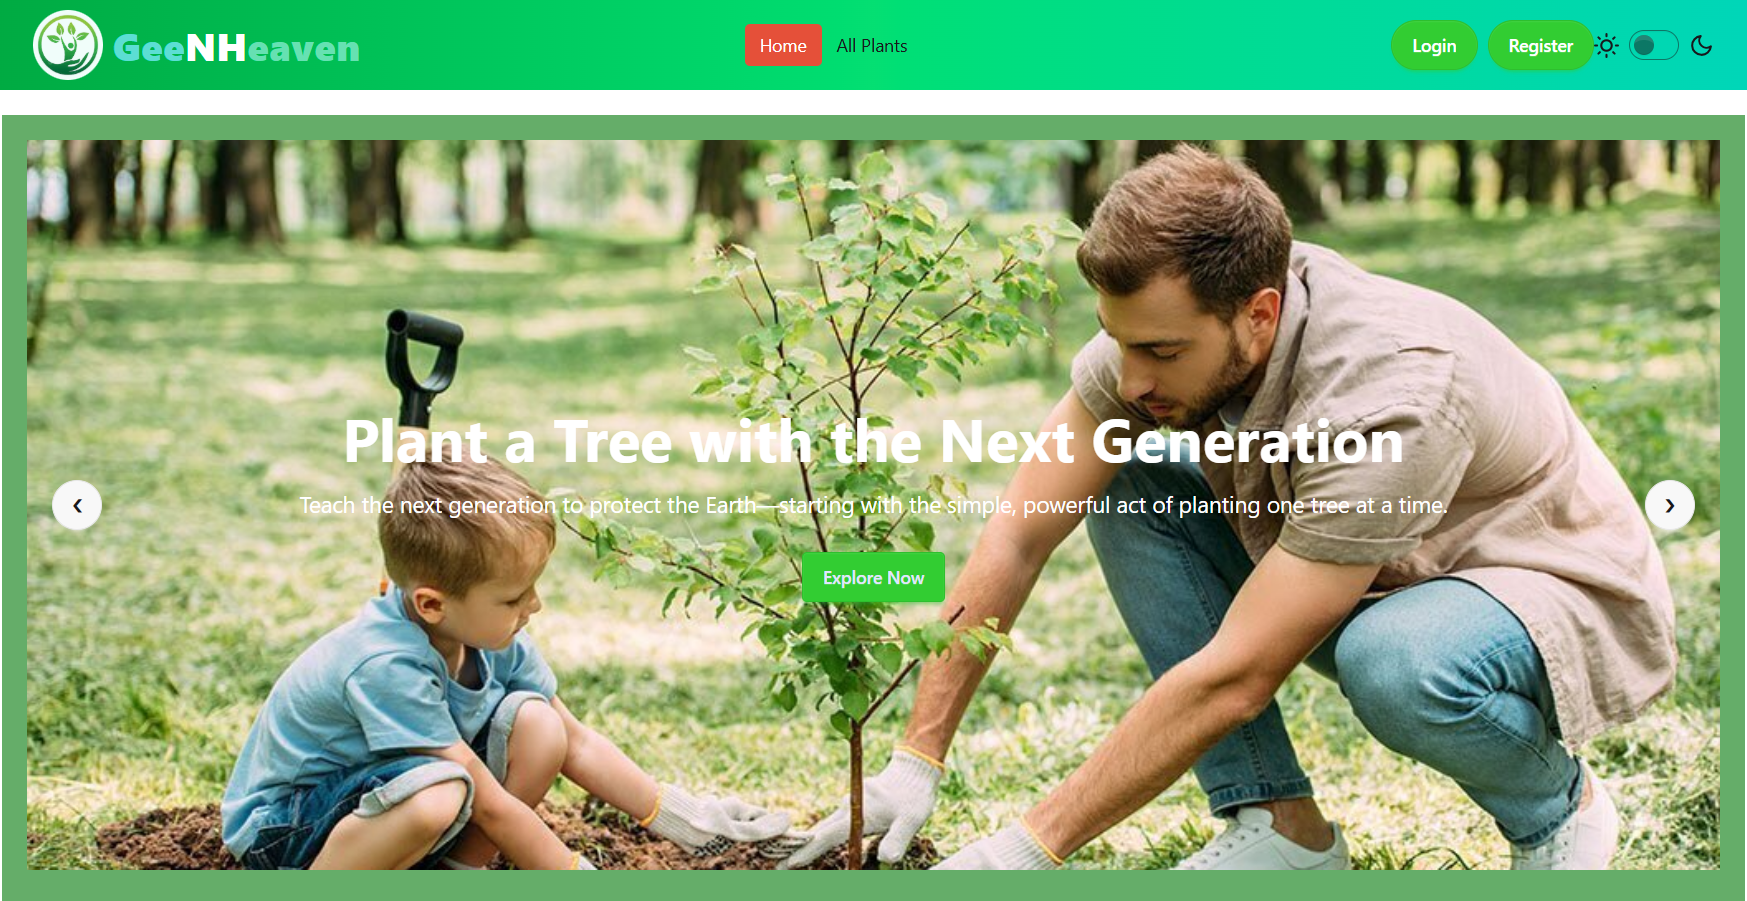 GeeNHeaven
Home
All Plants
Login
Register
Plant a Tree with the Next Generation
Teach the next generation to protect the Earth—starting with the simple, powerful act of planting one tree at a time.
Explore Now